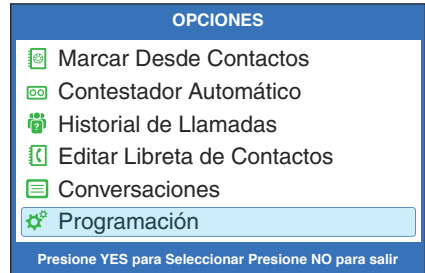 OPCIONES
Marcar Desde Contactos
Contestador Automático
Historial de Llamadas
Editar Libreta de Contactos
Conversaciones
Programación
Presione YES para Seleccionar Presione NO para salir